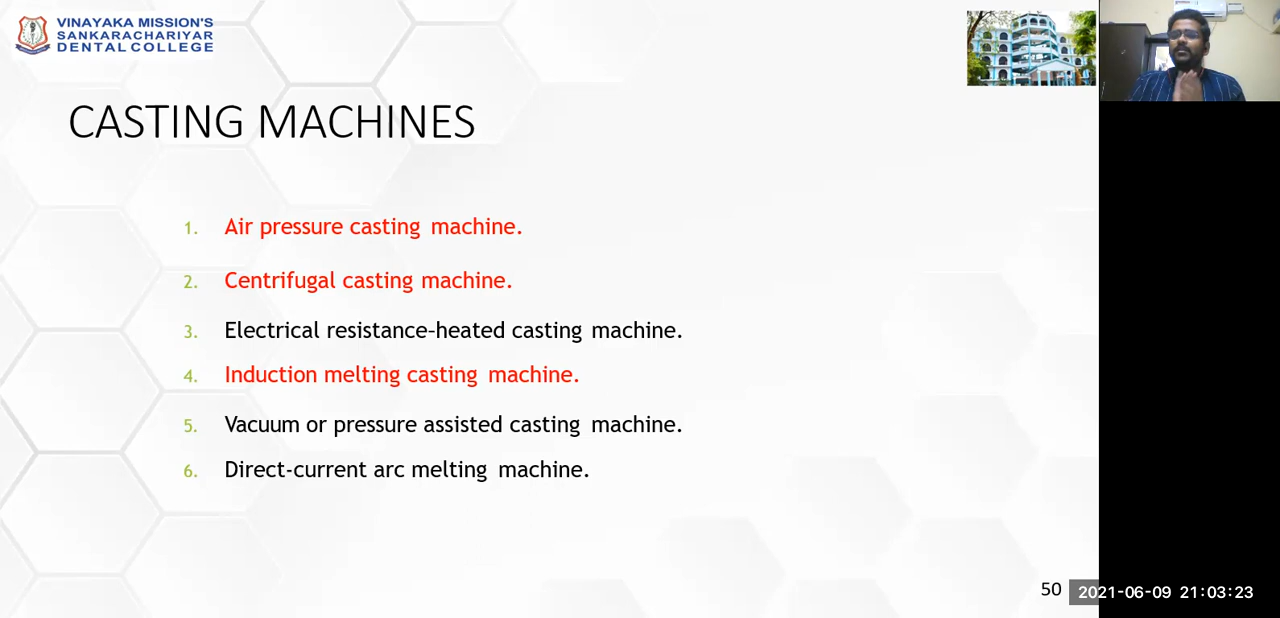 VINAYAKA MISSION'S
SANKARACHARIYAR
DENTAL COLLEGE
CASTING MACHINES
1. Air pressure casting machine.
2. Centrifugal casting machine.
3. Electrical resistance-heated casting machine.
4. Induction melting casting machine.
5. Vacuum or pressure assisted casting machine.
6. Direct-current arc melting machine.
50
2021-06-09 21:03:23